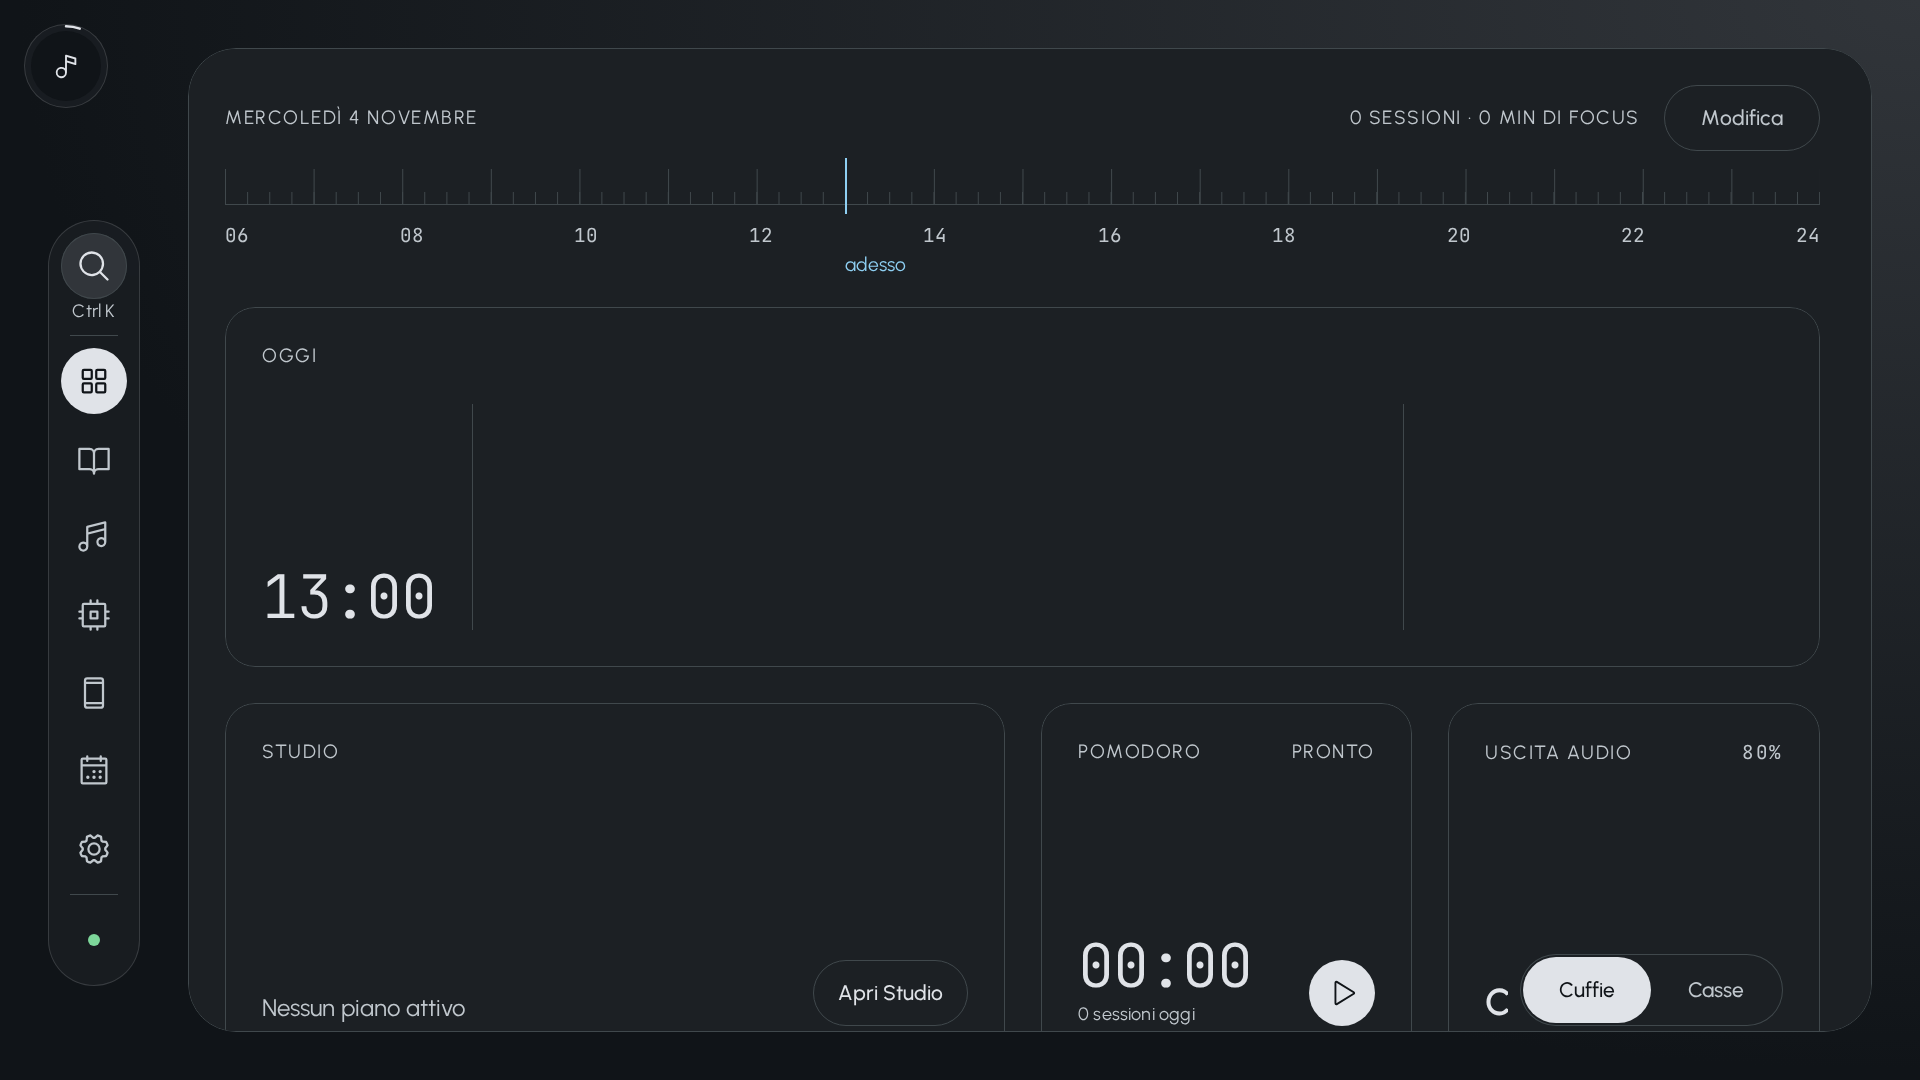 MERCOLEDÌ 4 NOVEMBRE
0 SESSIONI · 0 MIN DI FOCUS
Modifica
06 08 10 12 14 16 18 20 22 24
adesso
Ctrl K
OGGI
13:00
STUDIO
Nessun piano attivo
Apri Studio
POMODORO
PRONTO
00:00
0 sessioni oggi
USCITA AUDIO
80%
C
Cuffie
Casse